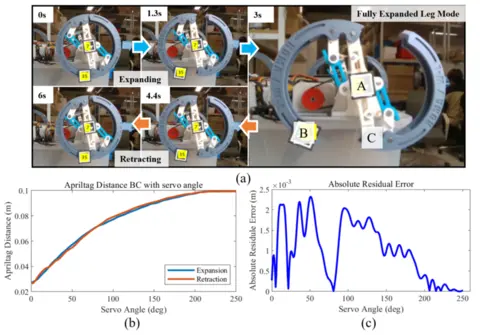 0s
1.3s
3s
Fully Expanded Leg Mode
Expanding
6s
4.4s
Retracting
A
B
C
(a)
Apriltag Distance BC with servo angle
Apriltag Distance (m)
0.1
0.08
0.06
0.04
0.02
0
50
100
150
200
250
Servo Angle (deg)
Expansion
Retraction
(b)
Absolute Residual Error
×10⁻³
Absolute Residule Error (m)
2.5
2
1.5
1
0.5
0
0
50
100
150
200
250
Servo Angle (deg)
(c)